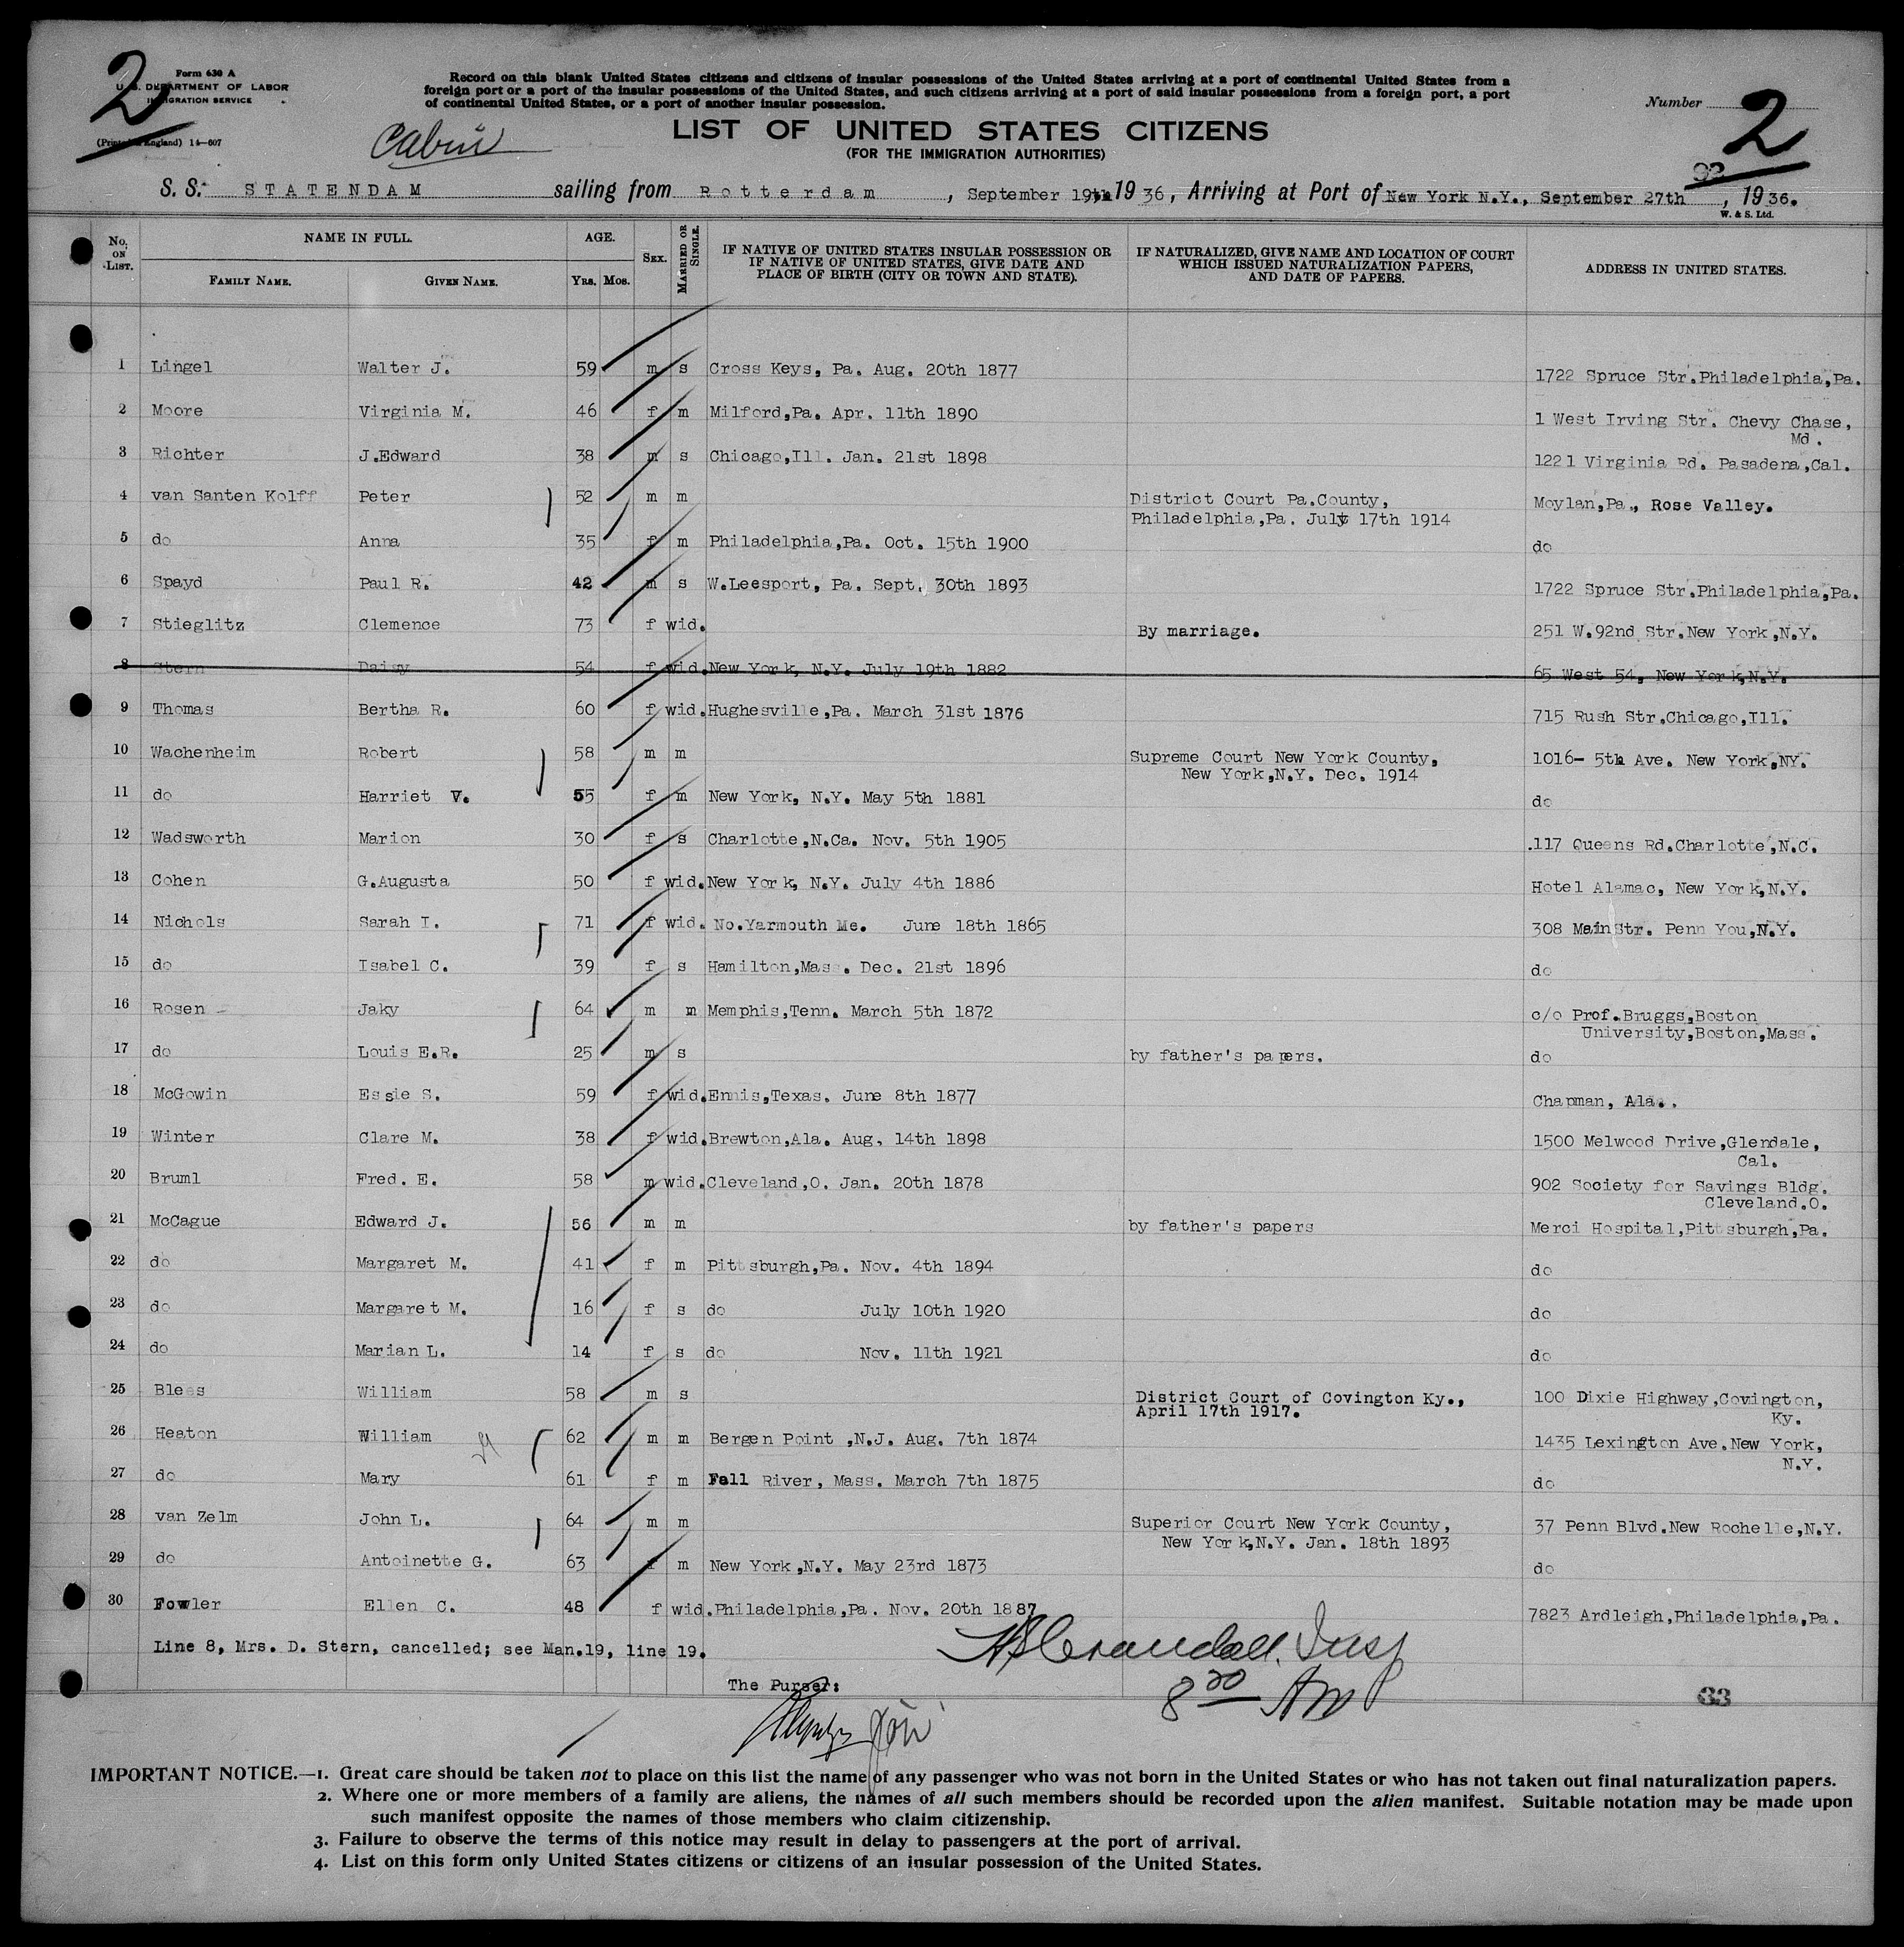 2
Form 630 A
U. S. DEPARTMENT OF LABOR
IMMIGRATION SERVICE
(Printed in England) 14—607
Record on this blank United States citizens and citizens of insular possessions of the United States arriving at a port of continental United States from a
foreign port or a port of the insular possessions of the United States, and such citizens arriving at a port of said insular possessions from a foreign port, a port
of continental United States, or a port of another insular possession.
Number 2
Cabin
LIST OF UNITED STATES CITIZENS
(FOR THE IMMIGRATION AUTHORITIES)
S. S. STATENDAM sailing from Rotterdam, September 19th 1936, Arriving at Port of New York N.Y., September 27th, 1936.
W. & S. Ltd.
No. ON LIST. NAME IN FULL. AGE. SEX. MARRIED OR SINGLE. IF NATIVE OF UNITED STATES INSULAR POSSESSION OR IF NATIVE OF UNITED STATES, GIVE DATE AND PLACE OF BIRTH (CITY OR TOWN AND STATE). IF NATURALIZED, GIVE NAME AND LOCATION OF COURT WHICH ISSUED NATURALIZATION PAPERS, AND DATE OF PAPERS. ADDRESS IN UNITED STATES.
FAMILY NAME. GIVEN NAME. YRS. MOS.
1 Lingel Walter J. 59 m s Cross Keys, Pa. Aug. 20th 1877 1722 Spruce Str.Philadelphia,Pa.
2 Moore Virginia M. 46 f m Milford,Pa. Apr. 11th 1890 1 West Irving Str. Chevy Chase,
Md.
3 Richter J.Edward 38 m s Chicago,Ill. Jan. 21st 1898 1221 Virginia Rd. Pasadena,Cal.
4 van Santen Kolff Peter 52 m m District Court Pa.County, Moylan,Pa., Rose Valley.
Philadelphia,Pa. July 17th 1914
5 do Anna 35 f m Philadelphia,Pa. Oct. 15th 1900 do
6 Spayd Paul R. 42 m s W.Leesport, Pa. Sept. 30th 1893 1722 Spruce Str.Philadelphia,Pa.
7 Stieglitz Clemence 73 f wid. By marriage. 251 W.92nd Str.New York,N.Y.
8 Stern Daisy 54 f wid. New York, N.Y. July 19th 1882 65 West 54, New York,N.Y.
9 Thomas Bertha R. 60 f wid. Hughesville,Pa. March 31st 1876 715 Rush Str.Chicago,Ill.
10 Wachenheim Robert 58 m m Supreme Court New York County, 1016- 5th Ave. New York,NY.
New York,N.Y. Dec. 1914
11 do Harriet V. 55 f m New York, N.Y. May 5th 1881 do
12 Wadsworth Marion 30 f s Charlotte,N.Ca. Nov. 5th 1905 .117 Queens Rd.Charlotte,N.C.
13 Cohen G.Augusta 50 f wid. New York, N.Y. July 4th 1886 Hotel Alamac, New York,N.Y.
14 Nichols Sarah I. 71 f wid. No.Yarmouth Me. June 18th 1865 308 MainStr. Penn You,N.Y.
15 do Isabel C. 39 f s Hamilton,Mass. Dec. 21st 1896 do
16 Rosen Jaky 64 m m Memphis,Tenn. March 5th 1872 c/o Prof.Bruggs,Boston
University,Boston,Mass.
17 do Louis E.R. 25 m s by father's papers. do
18 McGowin Essie S. 59 f wid. Ennis,Texas. June 8th 1877 Chapman, Ala..
19 Winter Clare M. 38 f wid. Brewton,Ala. Aug. 14th 1898 1500 Melwood Drive,Glendale,
Cal.
20 Bruml Fred. E. 58 m wid. Cleveland,O. Jan. 20th 1878 902 Society for Savings Bldg.
Cleveland.O.
21 McCague Edward J. 56 m m by father's papers Merci Hospital,Pittsburgh,Pa.
22 do Margaret M. 41 f m Pittsburgh,Pa. Nov. 4th 1894 do
23 do Margaret M. 16 f s do July 10th 1920 do
24 do Marian L. 14 f s do Nov. 11th 1921 do
25 Blees William 58 m s District Court of Covington Ky., 100 Dixie Highway,Covington,
April 17th 1917. Ky.
26 Heaton William 62 m m Bergen Point ,N.J. Aug. 7th 1874 1435 Lexington Ave.New York,
N.Y.
27 do Mary 61 f m Fall River, Mass. March 7th 1875 do
28 van Zelm John L. 64 m m Superior Court New York County, 37 Penn Blvd.New Rochelle,N.Y.
New York,N.Y. Jan. 18th 1893
29 do Antoinette G. 63 f m New York,N.Y. May 23rd 1873 do
30 Fowler Ellen C. 48 f wid. Philadelphia,Pa. Nov. 20th 1887 7823 Ardleigh,Philadelphia,Pa.
Line 8, Mrs. D. Stern, cancelled; see Man.19, line 19.
Crandall. Insp
The Purser:
8 20 AM
33
IMPORTANT NOTICE.—1. Great care should be taken not to place on this list the name of any passenger who was not born in the United States or who has not taken out final naturalization papers.
2. Where one or more members of a family are aliens, the names of all such members should be recorded upon the alien manifest. Suitable notation may be made upon
such manifest opposite the names of those members who claim citizenship.
3. Failure to observe the terms of this notice may result in delay to passengers at the port of arrival.
4. List on this form only United States citizens or citizens of an insular possession of the United States.